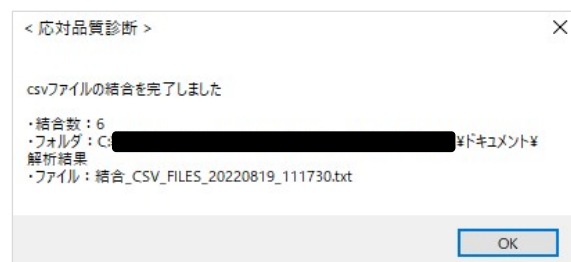 < 応対品質診断 >
csvファイルの結合を完了しました
・結合数：6
・フォルダ：C:¥ドキュメント¥
解析結果
・ファイル：結合_CSV_FILES_20220819_111730.txt
OK